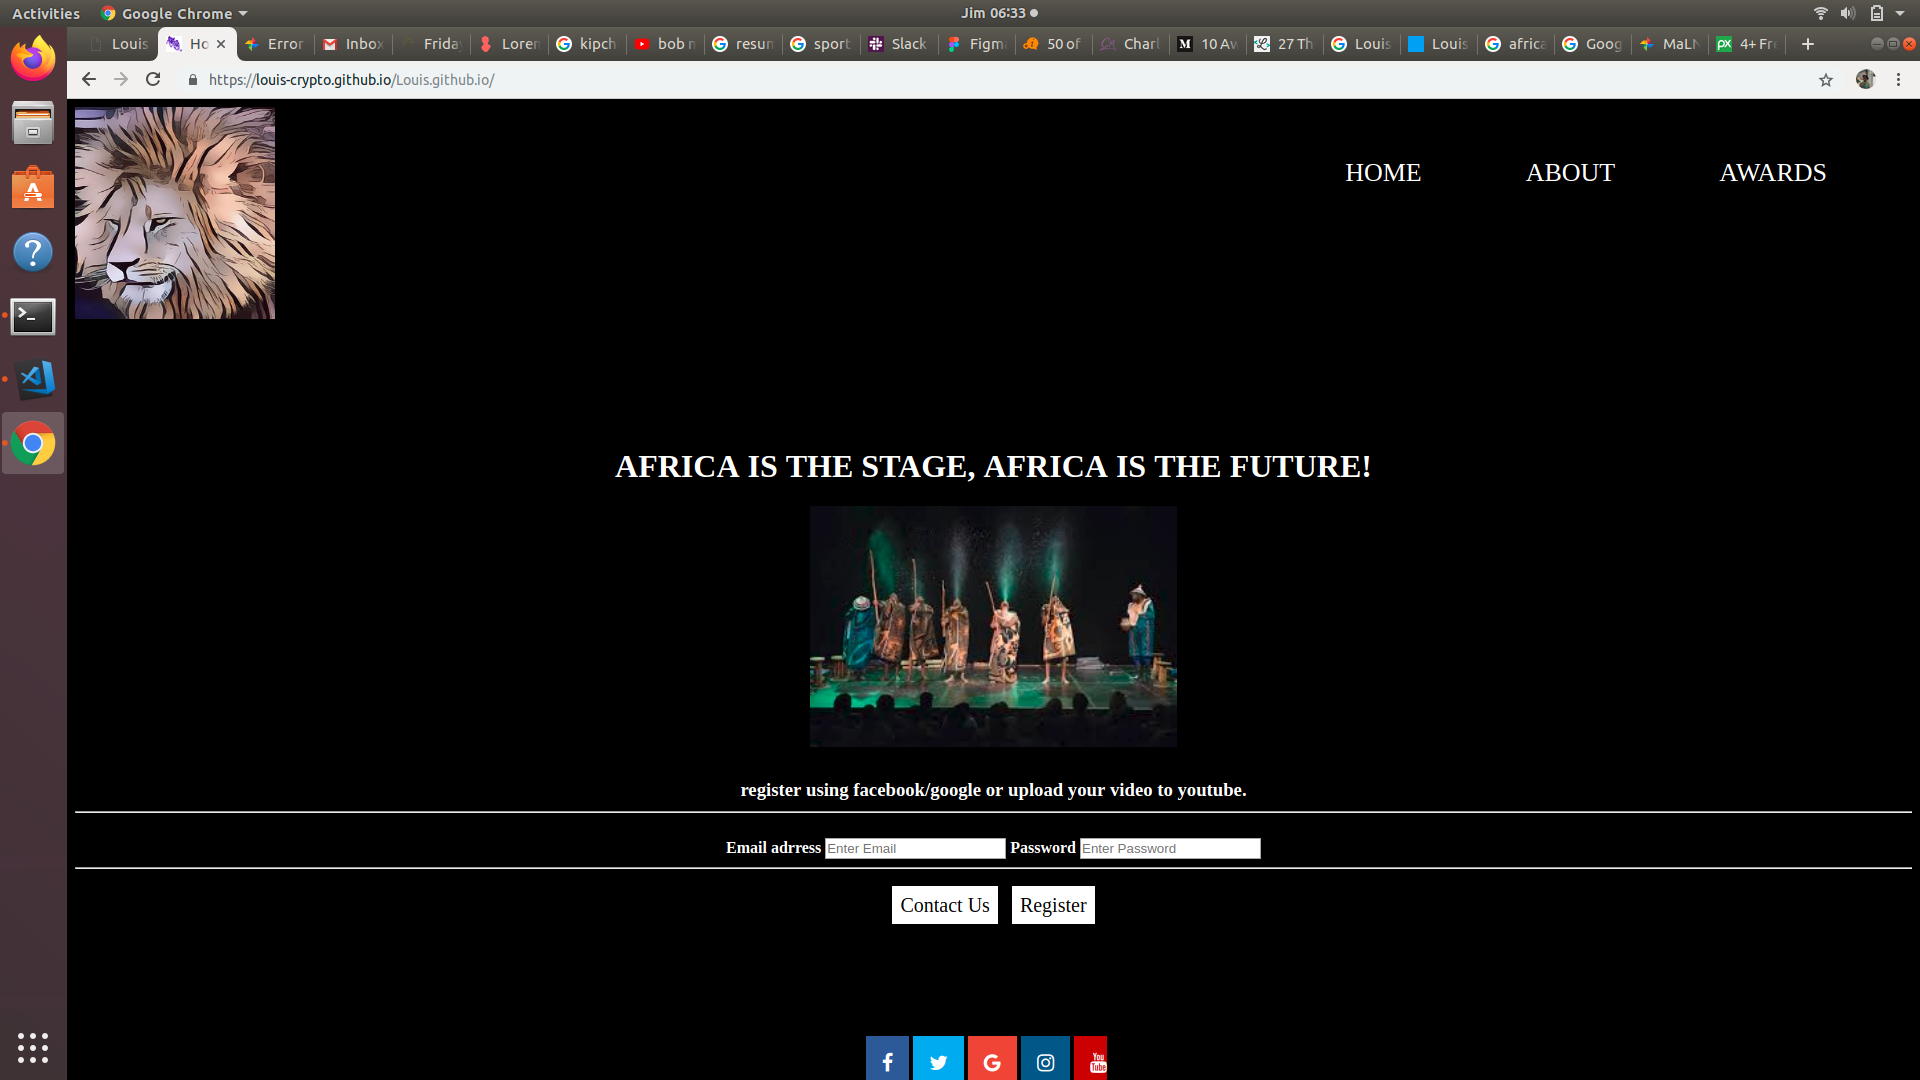 Activities Google Chrome Jim 06:33
Louis Ho Error Inbox Frida Loren kipch bob n resun sport Slack Figm 50 of Charl 10 Aw 27 Th Louis Louis africa Goog MaLN 4+ Fre
https://louis-crypto.github.io/Louis.github.io/
HOME ABOUT AWARDS
AFRICA IS THE STAGE, AFRICA IS THE FUTURE!
register using facebook/google or upload your video to youtube.
Email adrress Enter Email Password Enter Password
Contact Us Register
You Tube